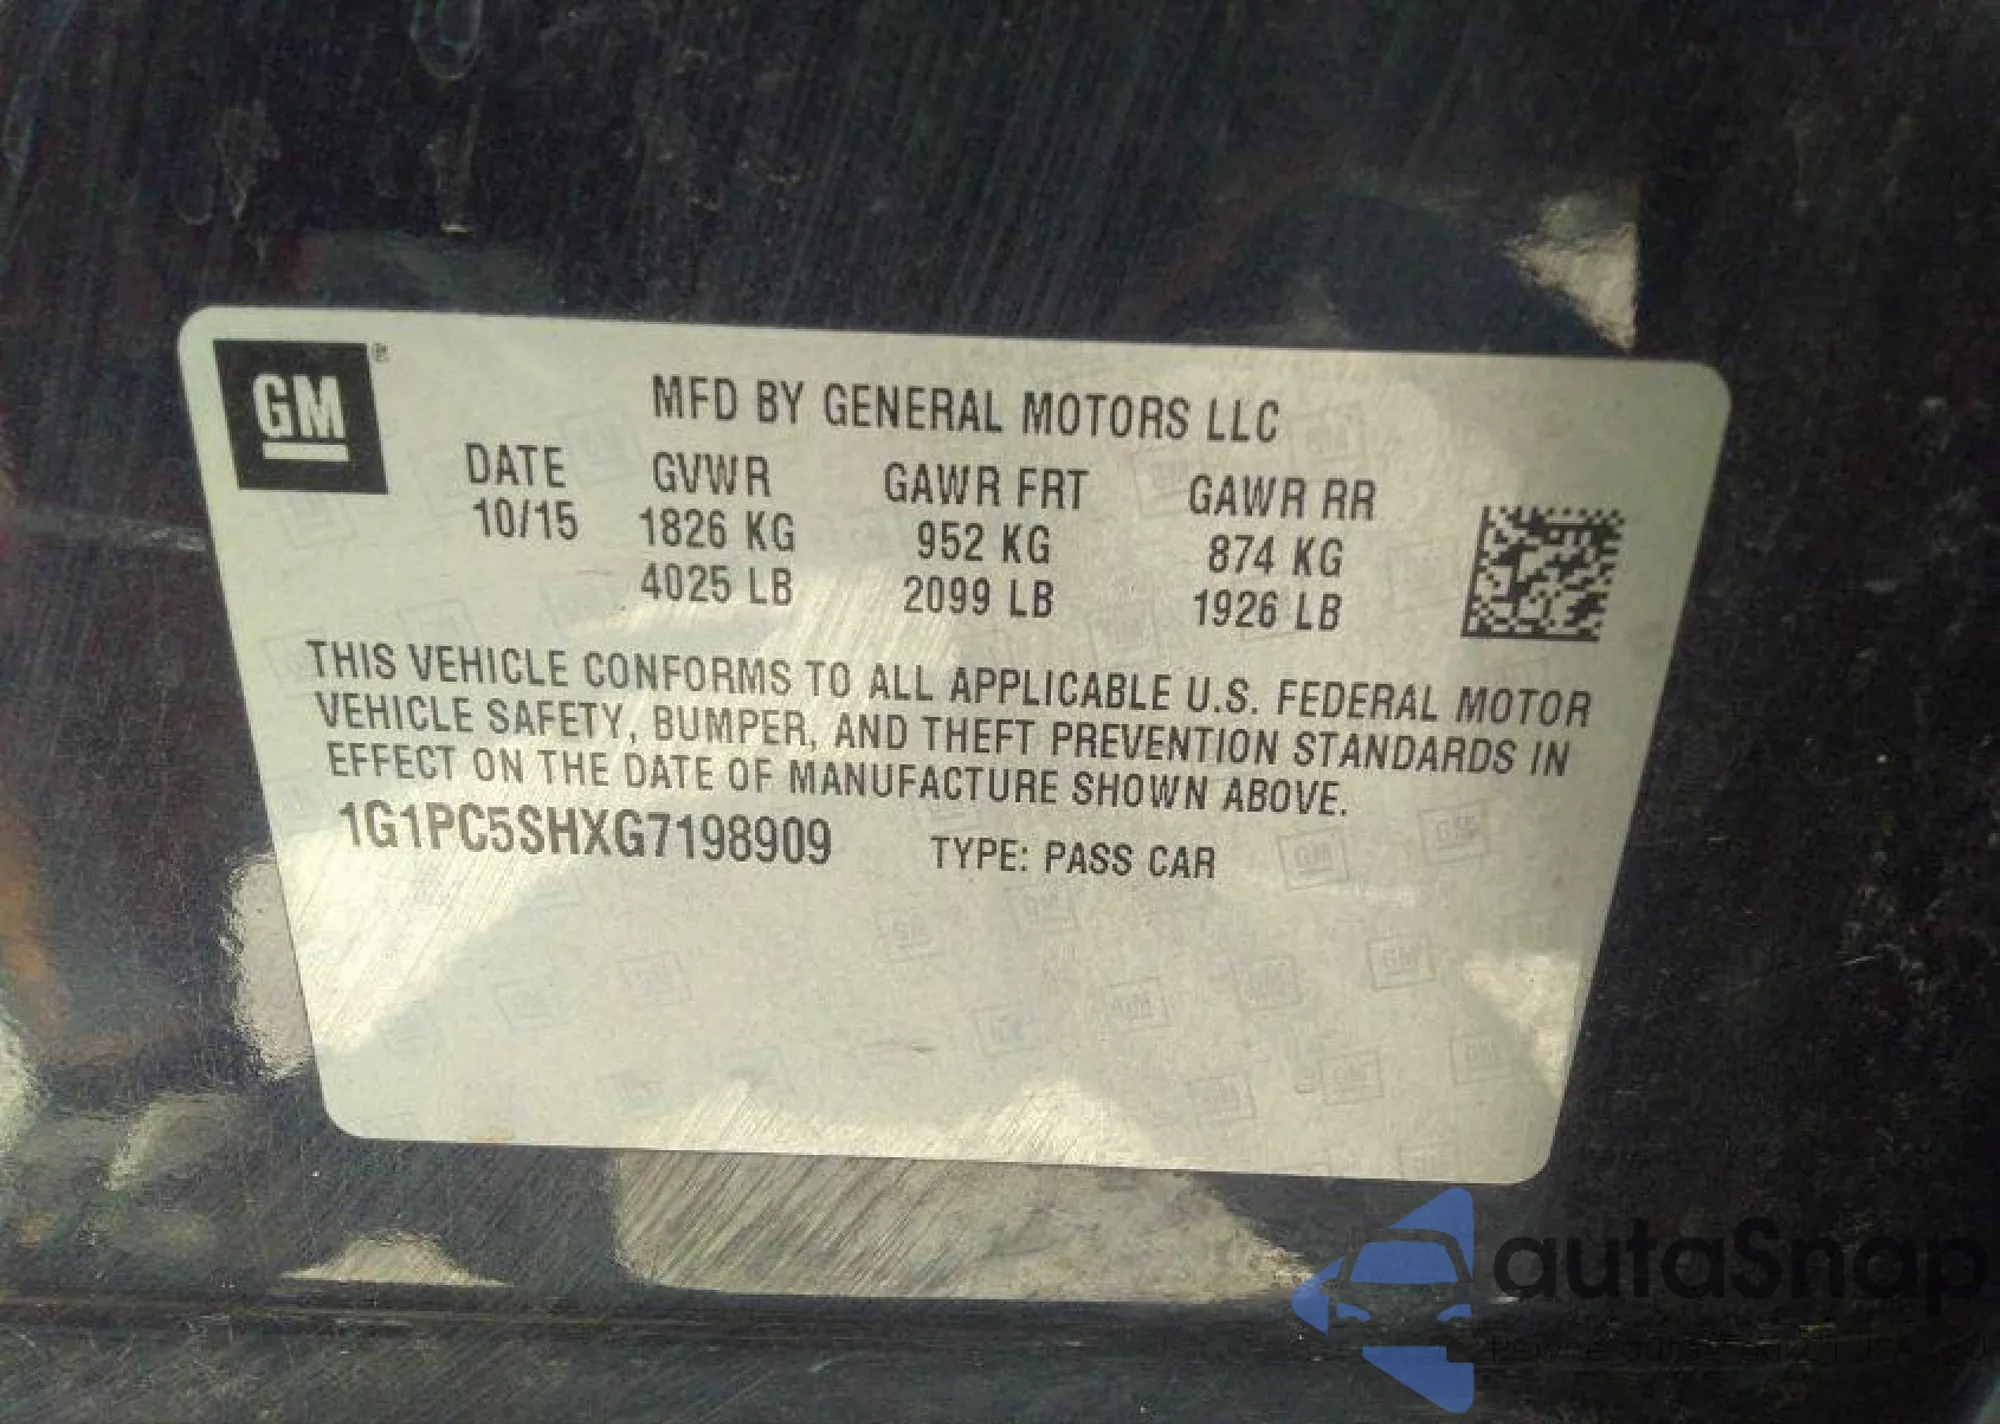 GM
MFD BY GENERAL MOTORS LLC
DATE GVWR GAWR FRT GAWR RR
10/15 1826 KG 952 KG 874 KG
4025 LB 2099 LB 1926 LB
THIS VEHICLE CONFORMS TO ALL APPLICABLE U.S. FEDERAL MOTOR
VEHICLE SAFETY, BUMPER, AND THEFT PREVENTION STANDARDS IN
EFFECT ON THE DATE OF MANUFACTURE SHOWN ABOVE.
1G1PC5SHXG7198909 TYPE: PASS CAR
autaSnap